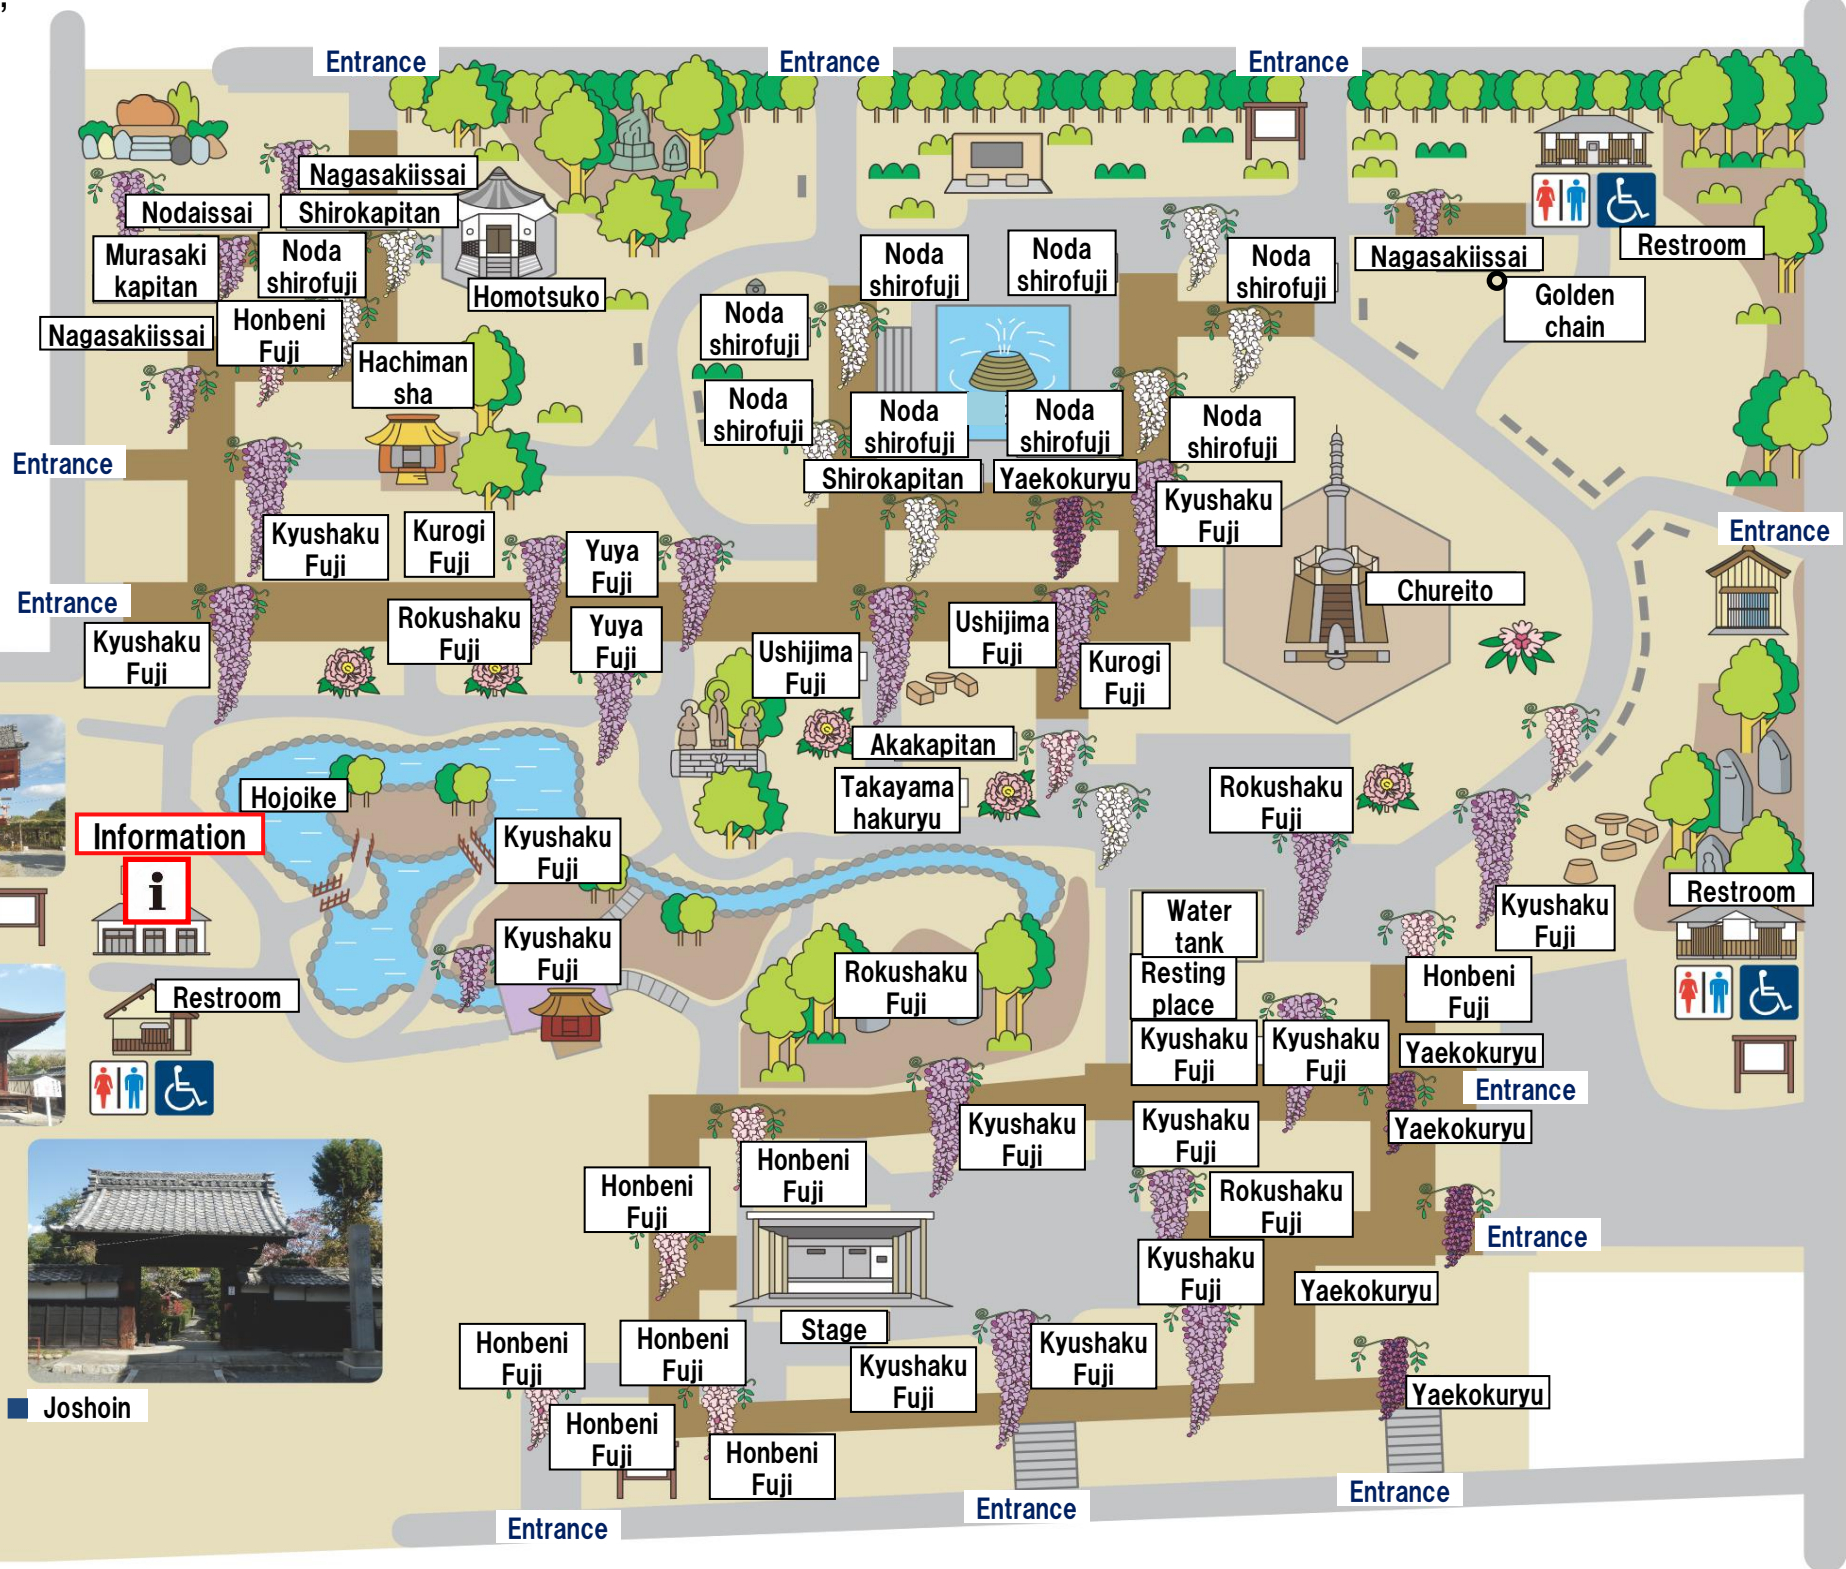 ,
Entrance
Entrance
Entrance
Nagasakiissai
Nodaissai
Shirokapitan
Murasaki
kapitan
Noda
shirofuji
Homotsuko
Nagasakiissai
Honbeni
Fuji
Hachiman
sha
Noda
shirofuji
Noda
shirofuji
Noda
shirofuji
Nagasakiissai
Restroom
Golden
chain
Noda
shirofuji
Noda
shirofuji
Noda
shirofuji
Noda
shirofuji
Noda
shirofuji
Entrance
Shirokapitan
Yaekokuryu
Kyushaku
Fuji
Kyushaku
Fuji
Kurogi
Fuji
Yuya
Fuji
Entrance
Entrance
Chureito
Kyushaku
Fuji
Rokushaku
Fuji
Yuya
Fuji
Ushijima
Fuji
Ushijima
Fuji
Kurogi
Fuji
Akakapitan
Takayama
hakuryu
Rokushaku
Fuji
Hojoike
Information
i
Kyushaku
Fuji
Restroom
Kyushaku
Fuji
Water
tank
Kyushaku
Fuji
Rokushaku
Fuji
Resting
place
Honbeni
Fuji
Restroom
Kyushaku
Fuji
Kyushaku
Fuji
Yaekokuryu
Entrance
Kyushaku
Fuji
Kyushaku
Fuji
Yaekokuryu
Honbeni
Fuji
Honbeni
Fuji
Rokushaku
Fuji
Entrance
Kyushaku
Fuji
Yaekokuryu
Stage
Honbeni
Fuji
Honbeni
Fuji
Kyushaku
Fuji
Kyushaku
Fuji
Yaekokuryu
Joshoin
Honbeni
Fuji
Honbeni
Fuji
Entrance
Entrance
Entrance